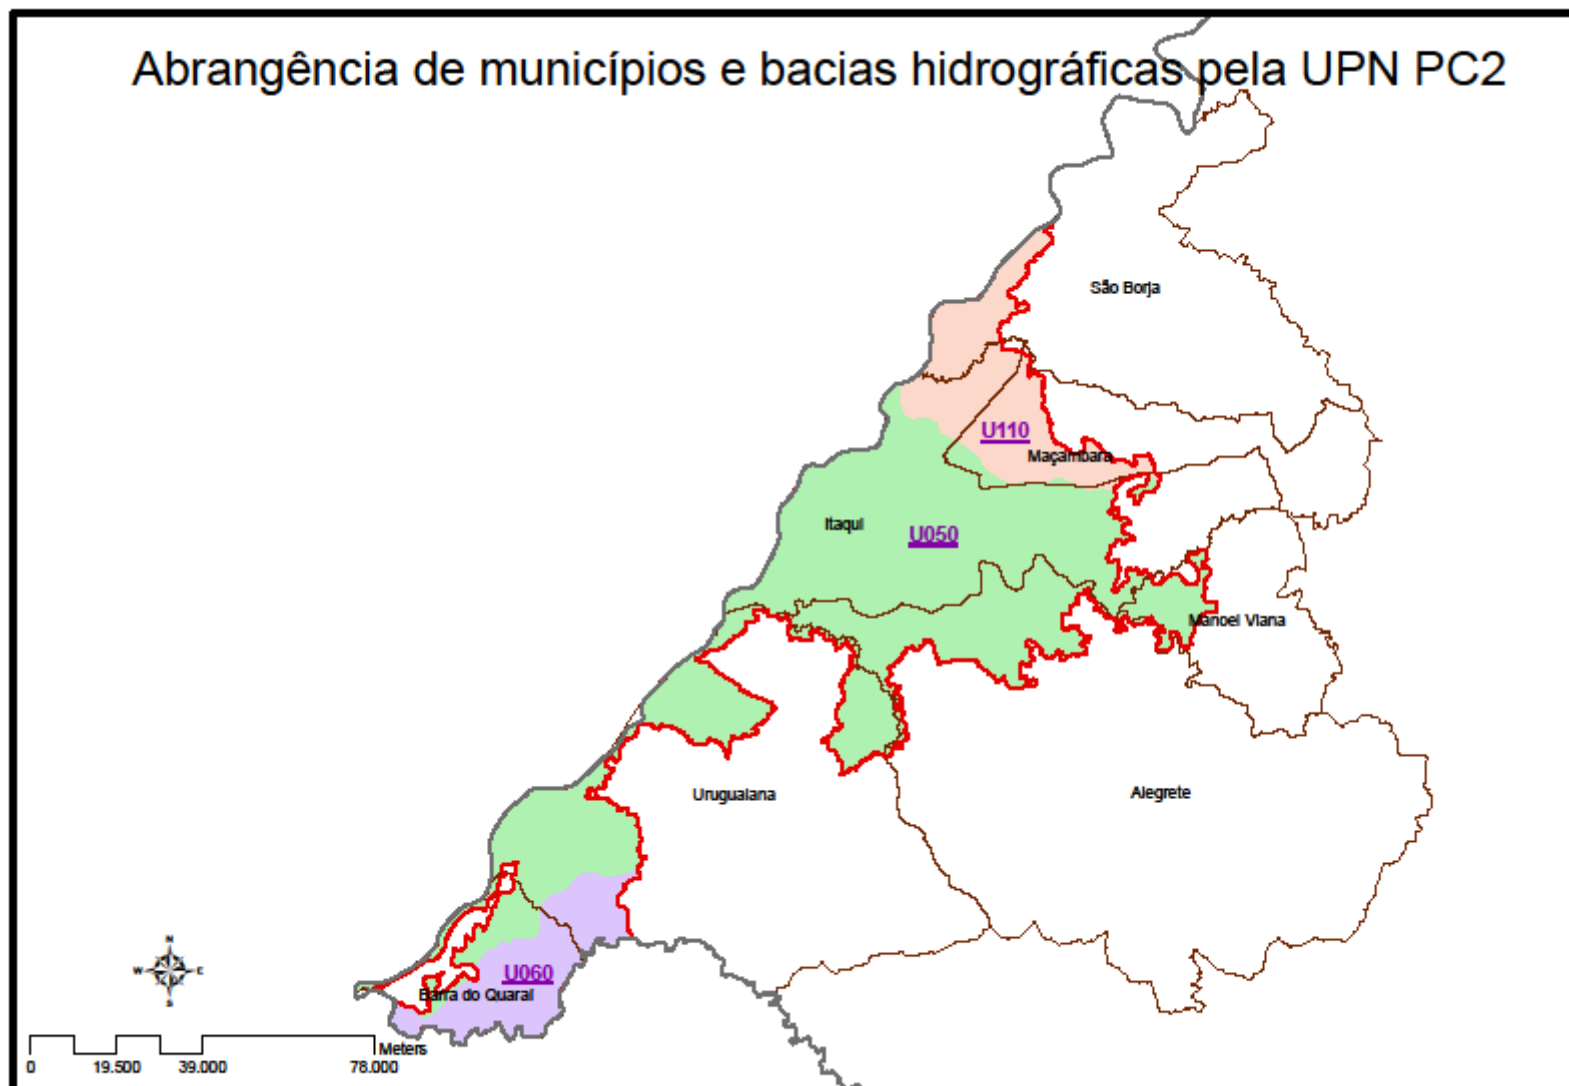 Abrangência de municípios e bacias hidrográficas pela UPN PC2
São Borja
U110
Maçambara
Itaqui
U050
Manoel Viana
Uruguaiana
Alegrete
N
W
E
S
U060
Barra do Quaraí
Meters
0
19.500
39.000
78.000